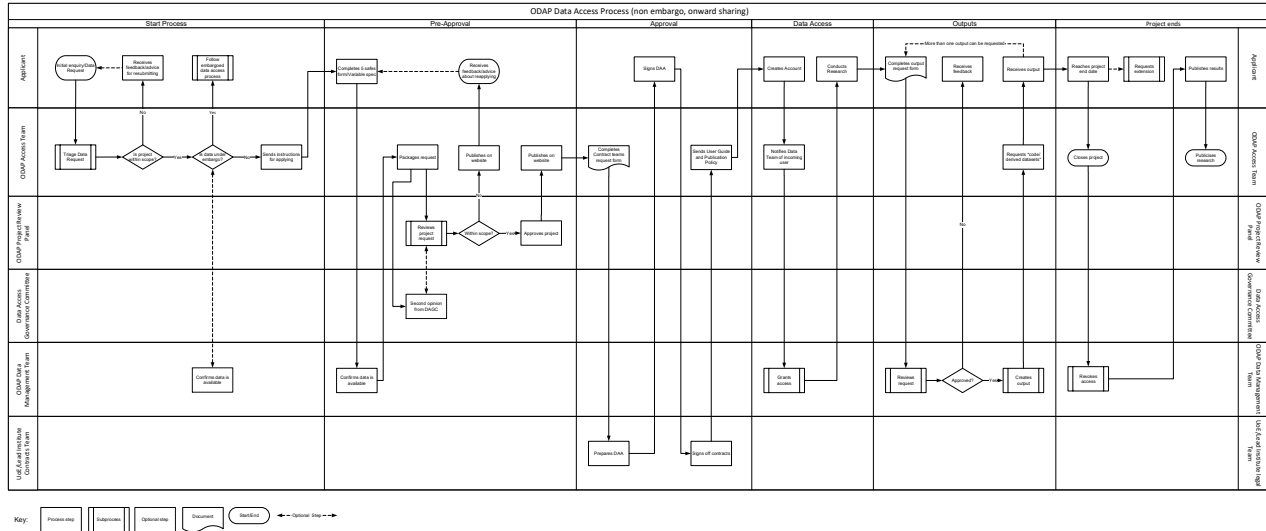 ODAP Data Access Process (non embargo, onward sharing)
Start Process
Pre-Approval
Approval
Data Access
Outputs
Project ends
Applicant
Initial enquiry/Data
Request
Receives
feedback/advice
for resubmitting
Follow
embargoed
data access
process
Completes 5 safes
form/Variable spec
Receives
feedback/advice
about reapplying
Signs DAA
Creates Account
Conducts
Research
More than one output can be requested
Completes output
request form
Receives
feedback
Receives output
Reaches project
end date
Requests
extension
Publishes results
Applicant
No
Yes
ODAP Access Team
Triage Data
Request
Is project
within scope?
Yes
Is data under
embargo?
No
Sends instructions
for applying
Packages request
Publishes on
website
Publishes on
website
Completes
Contract teams
request form
Sends User Guide
and Publication
Policy
Notifies Data
Team of incoming
user
Requests "code/
derived datasets"
Closes project
Publicises
research
ODAP Access
Team
No
ODAP Project Review
Panel
Reviews
project
request
Within scope?
Yes
Approves project
No
ODAP Project Review
Panel
Data Access
Governance Committee
Second opinion
from DAGC
Data Access
Governance Committee
ODAP Data
Management Team
Confirms data is
available
Confirms data is
available
Grants
access
Reviews
request
Approved?
Yes
Creates
output
Revokes
access
ODAP Data Management
Team
UoE/Lead Institute
Contracts Team
Prepares DAA
Signs off contracts
UoE/Lead Institute legal
Team
Key:
Process step
Subprocess
Optional step
Document
Start/End
Optional Step